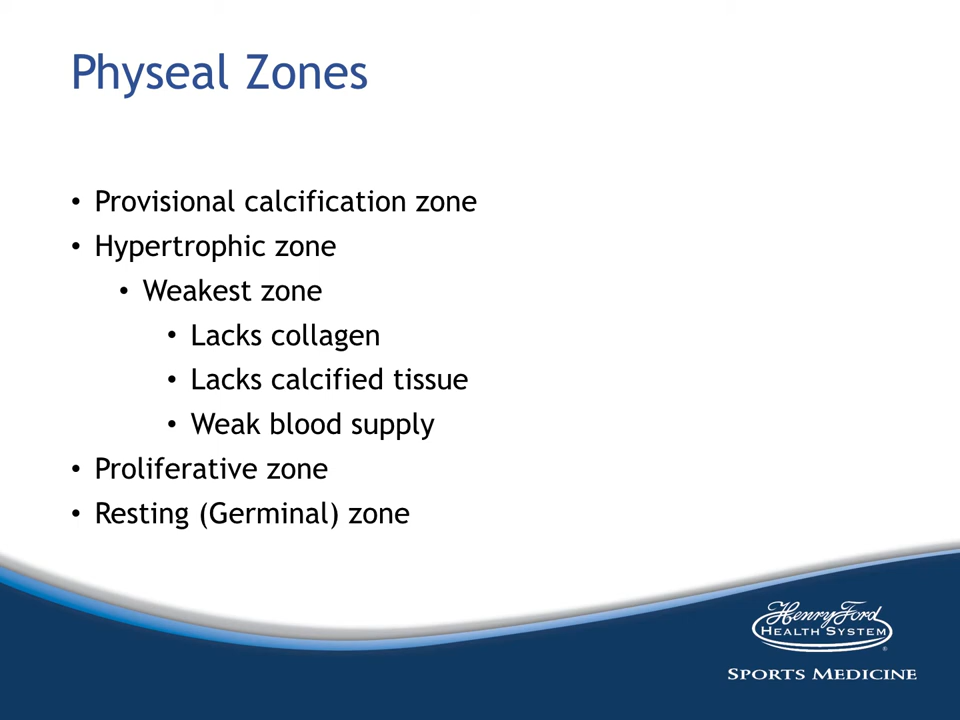 Physeal Zones
• Provisional calcification zone
• Hypertrophic zone
• Weakest zone
• Lacks collagen
• Lacks calcified tissue
• Weak blood supply
• Proliferative zone
• Resting (Germinal) zone
Henry Ford
HEALTH SYSTEM
®
SPORTS MEDICINE